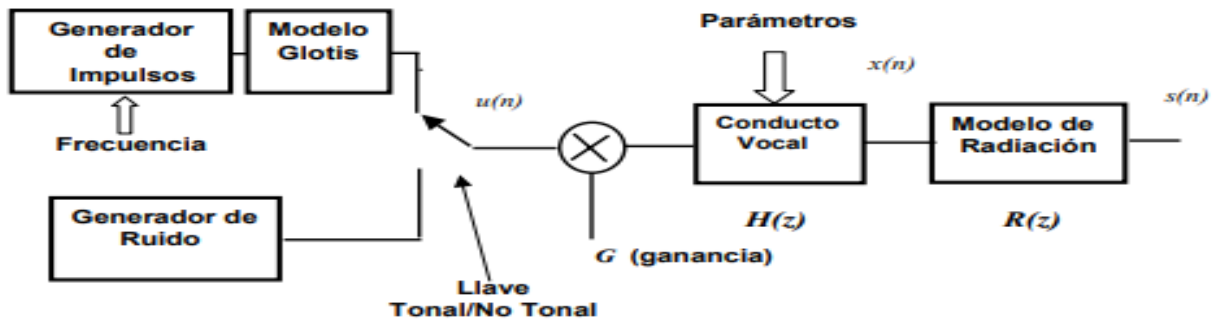 Generador
de
Impulsos
Modelo
Glotis
Frecuencia
Generador de
Ruido
u(n)
Llave
Tonal/No Tonal
G (ganancia)
Parámetros
Conducto
Vocal
H(z)
x(n)
Modelo de
Radiación
R(z)
s(n)